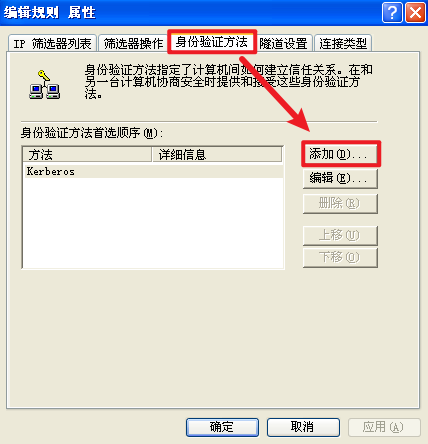 编辑规则 属性
IP 筛选器列表 筛选器操作 身份验证方法 隧道设置 连接类型
身份验证方法指定了计算机间如何建立信任关系。在和
另一台计算机协商安全时提供和接受这些身份验证方
法。
身份验证方法首选顺序(M):
方法 详细信息
Kerberos
添加(D)...
编辑(E)...
删除(R)
上移(U)
下移(O)
确定 取消 应用(A)